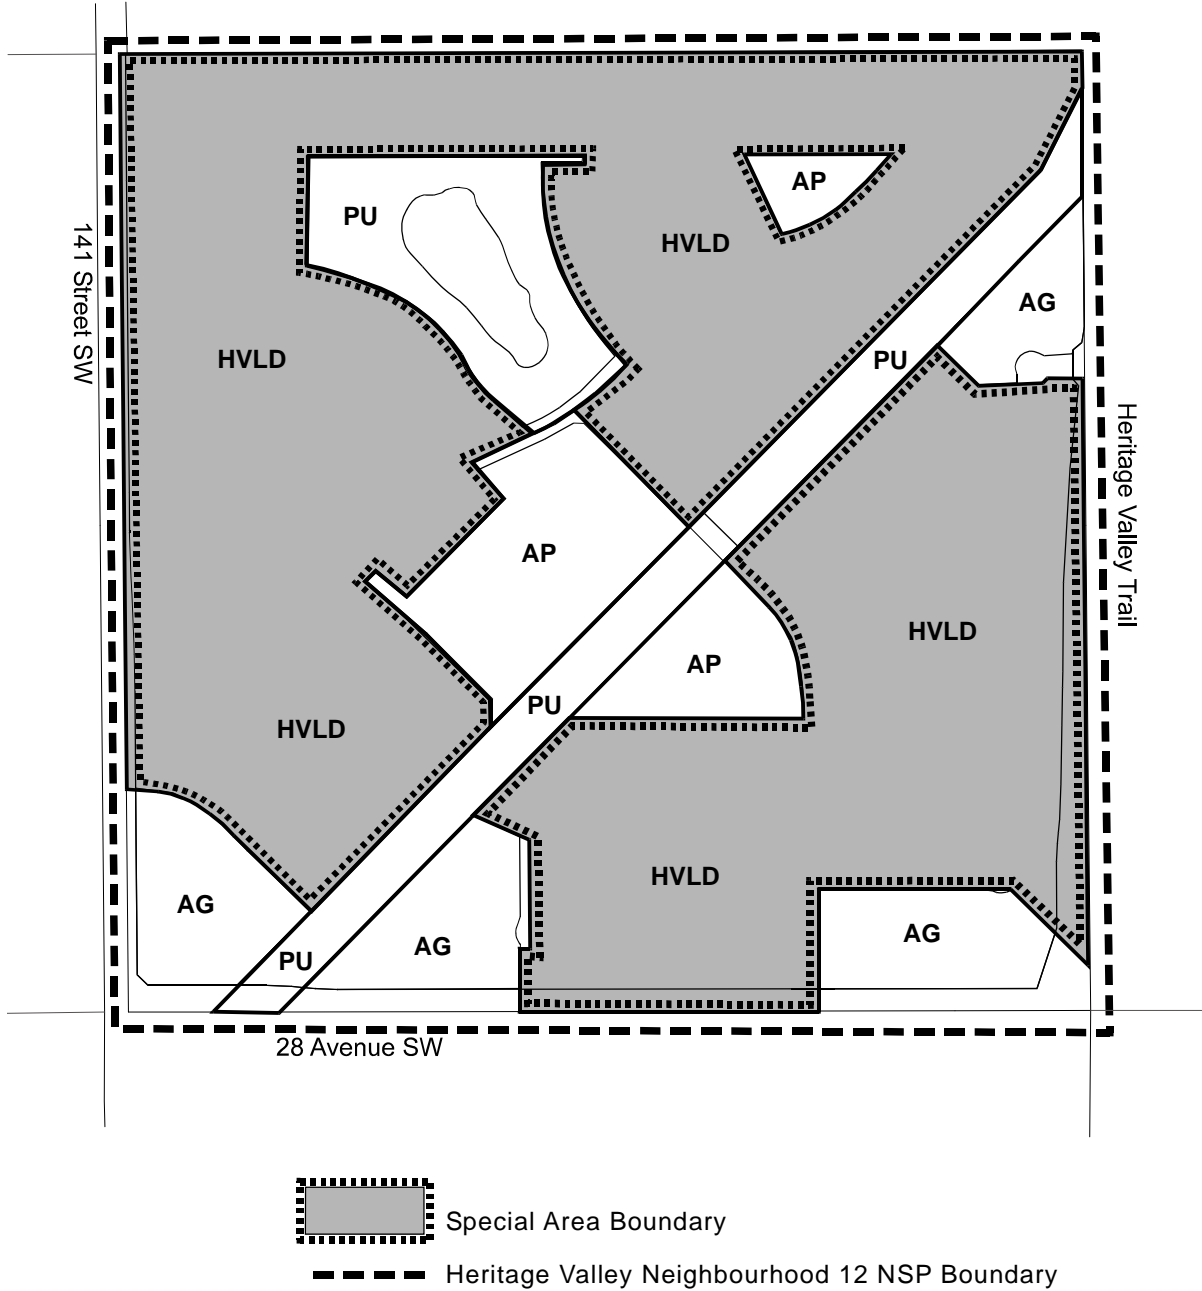 AP
PU
HVLD
AG
HVLD
PU
141 Street SW
Heritage Valley Trail
AP
HVLD
AP
PU
HVLD
HVLD
AG
AG
AG
PU
28 Avenue SW
Special Area Boundary
Heritage Valley Neighbourhood 12 NSP Boundary